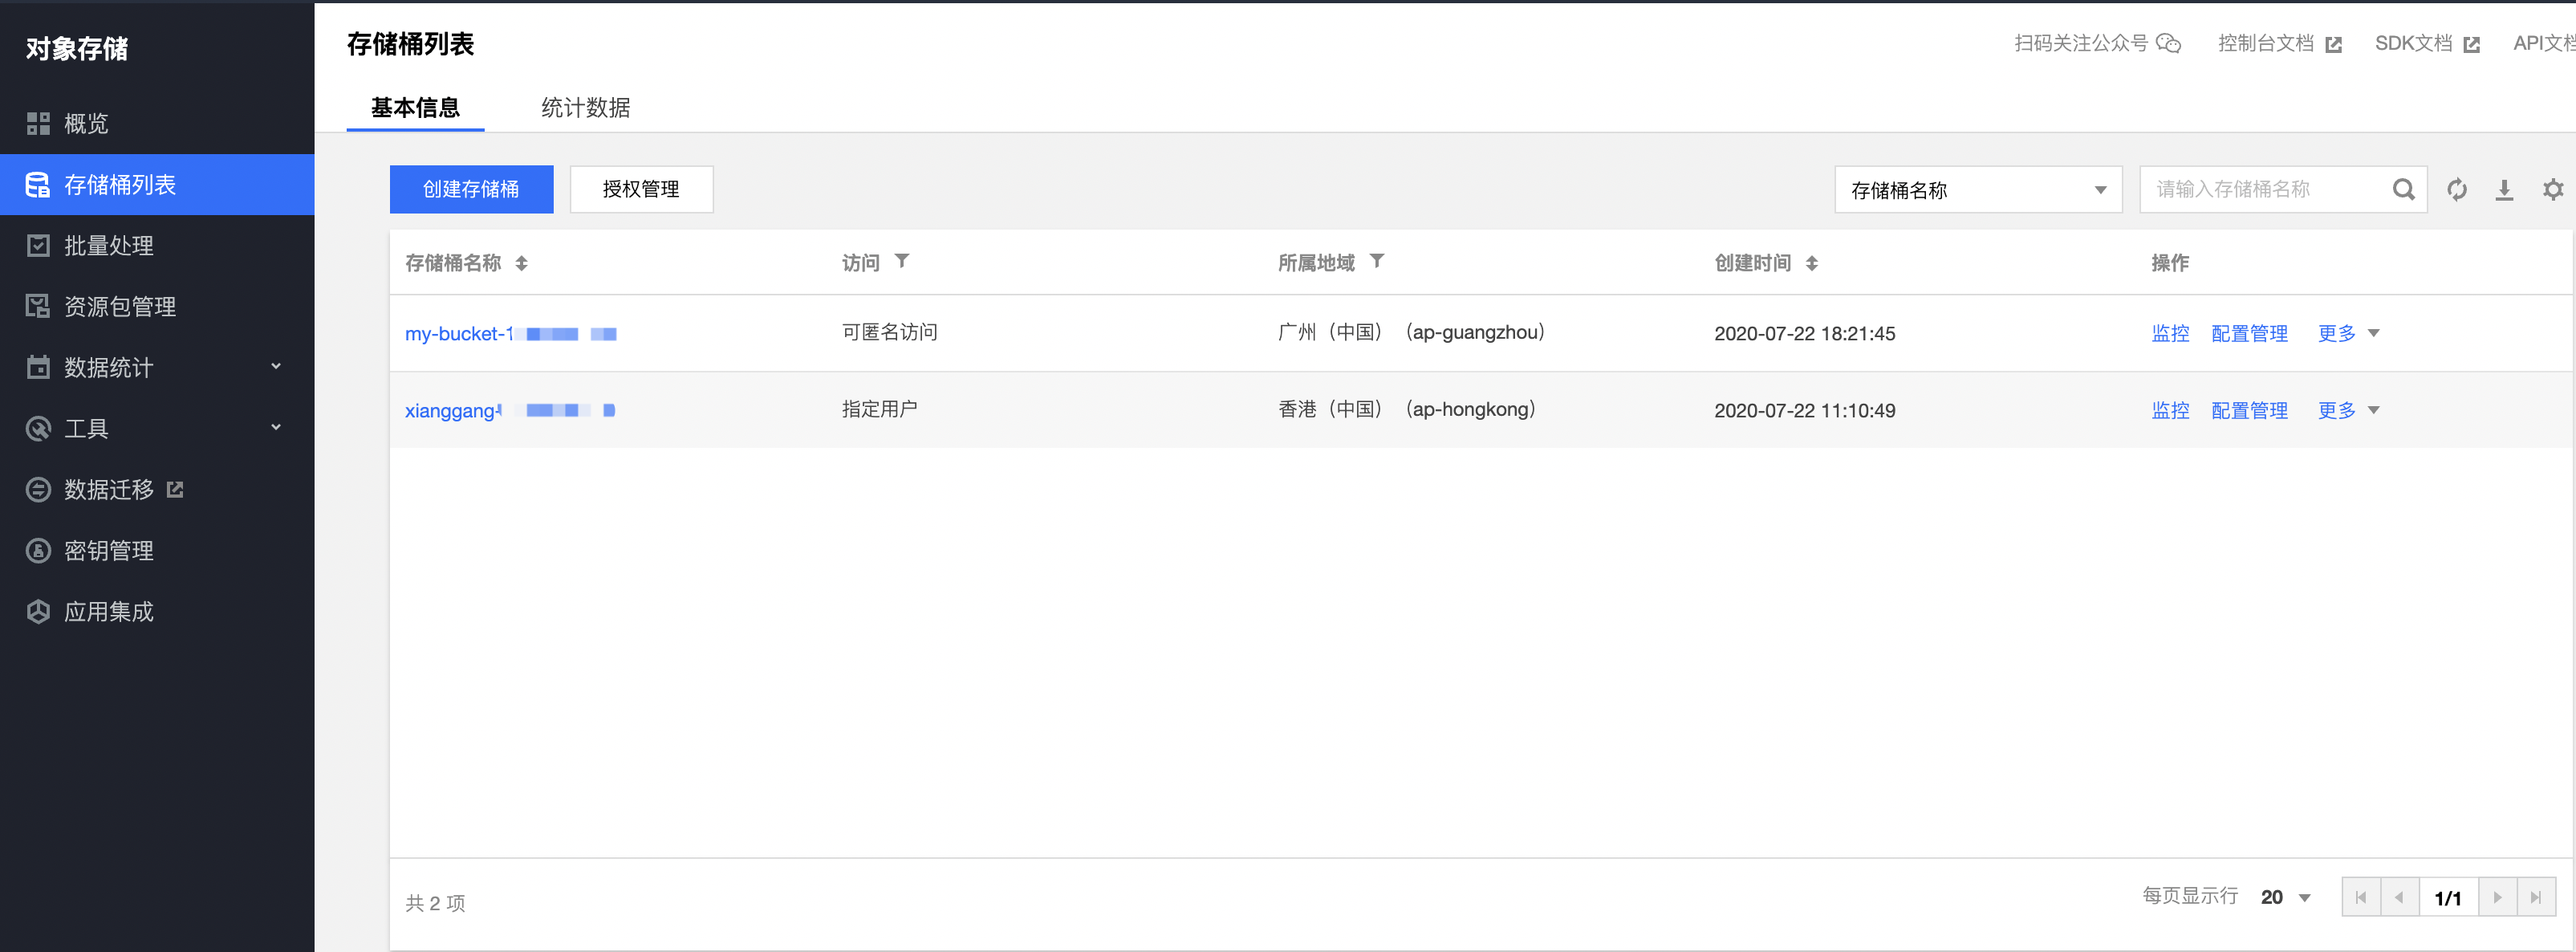 对象存储
概览
存储桶列表
批量处理
资源包管理
数据统计
工具
数据迁移
密钥管理
应用集成
存储桶列表
扫码关注公众号 控制台文档 SDK文档 API文档
基本信息 统计数据
创建存储桶 授权管理 存储桶名称 请输入存储桶名称
存储桶名称 访问 所属地域 创建时间 操作
my-bucket-1 可匿名访问 广州（中国）（ap-guangzhou） 2020-07-22 18:21:45 监控 配置管理 更多
xianggang- 指定用户 香港（中国）（ap-hongkong） 2020-07-22 11:10:49 监控 配置管理 更多
共 2 项 每页显示行 20 1/1